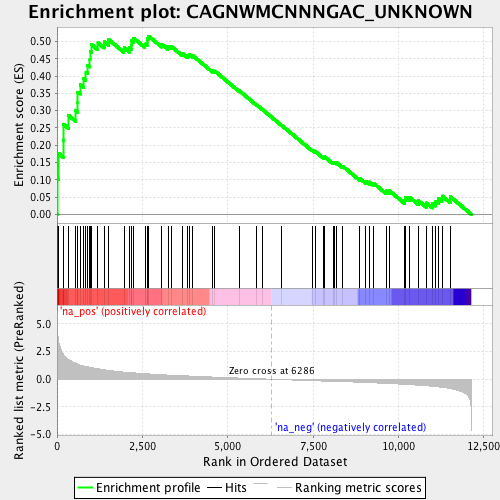 Enrichment plot: CAGNWMCNNNGAC_UNKNOWN
Enrichment score (ES)
0.50
0.45
0.40
0.35
0.30
0.25
0.20
0.15
0.10
0.05
0.00
'na_pos' (positively correlated)
Ranked list metric (PreRanked)
5.0
2.5
0.0
-2.5
-5.0
Zero cross at 6286
'na_neg' (negatively correlated)
0 2,500 5,000 7,500 10,000 12,500
Rank in Ordered Dataset
Enrichment profile Hits Ranking metric scores